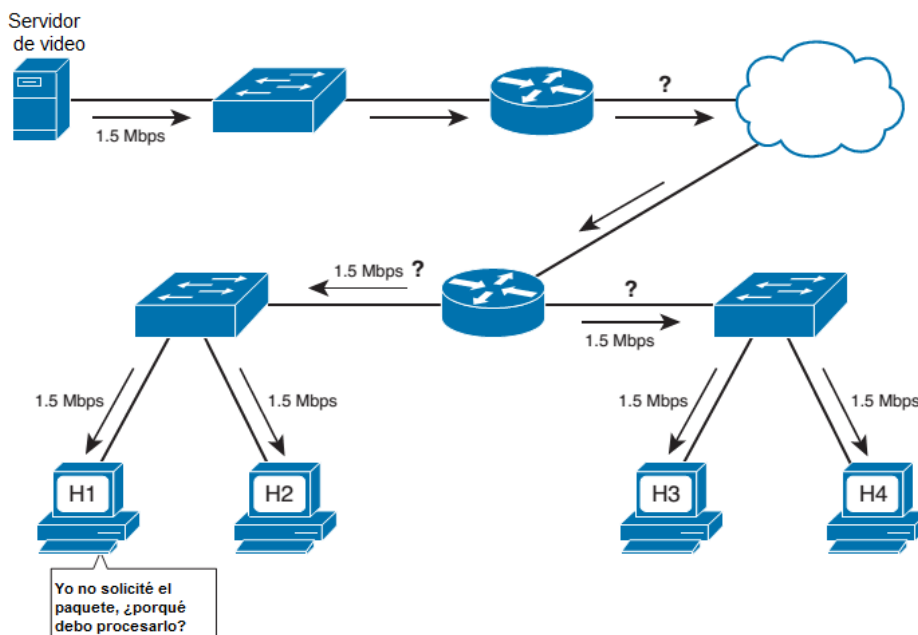 Servidor
de video
?
1.5 Mbps
1.5 Mbps ?
?
1.5 Mbps
1.5 Mbps
1.5 Mbps
1.5 Mbps
1.5 Mbps
H1
H2
H3
H4
Yo no solicité el
paquete, ¿porqué
debo procesarlo?